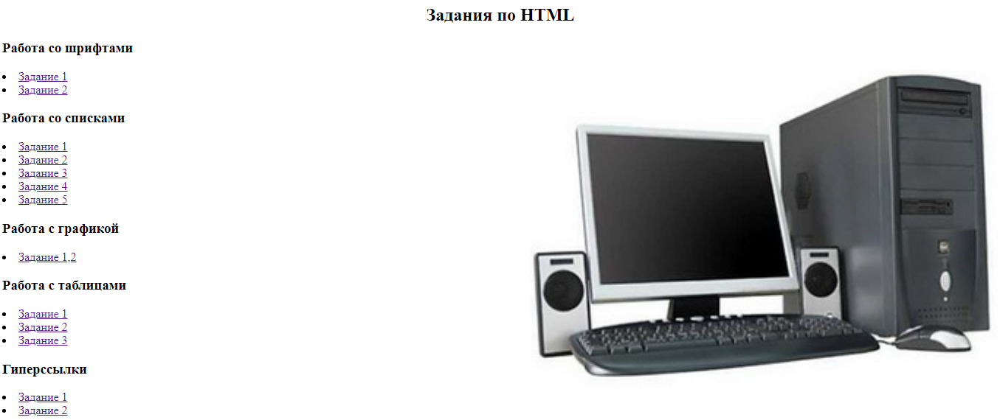 Задания по HTML
Работа со шрифтами
Задание 1
Задание 2
Работа со списками
Задание 1
Задание 2
Задание 3
Задание 4
Задание 5
Работа с графикой
Задание 1,2
Работа с таблицами
Задание 1
Задание 2
Задание 3
Гиперссылки
Задание 1
Задание 2